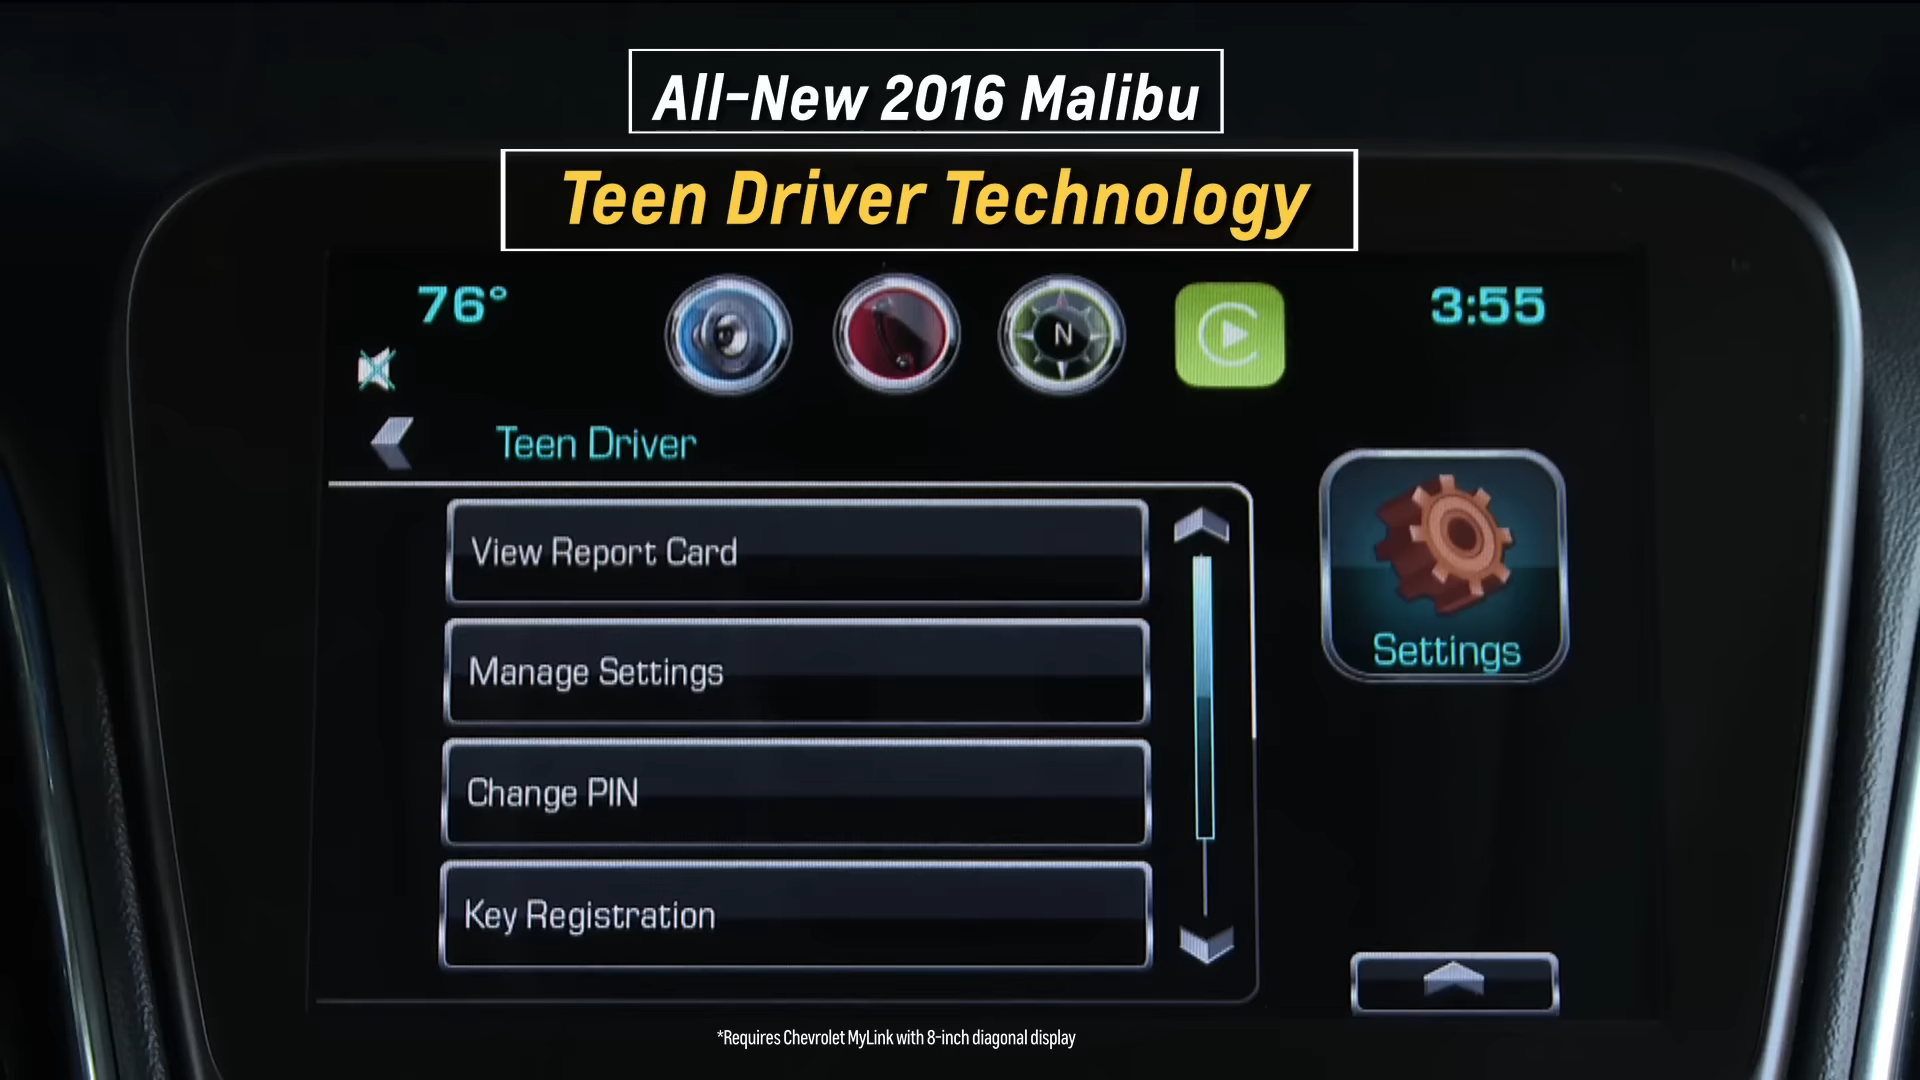 All-New 2016 Malibu
Teen Driver Technology
76°
N
3:55
Teen Driver
View Report Card
Manage Settings
Change PIN
Key Registration
Settings
*Requires Chevrolet MyLink with 8-inch diagonal display